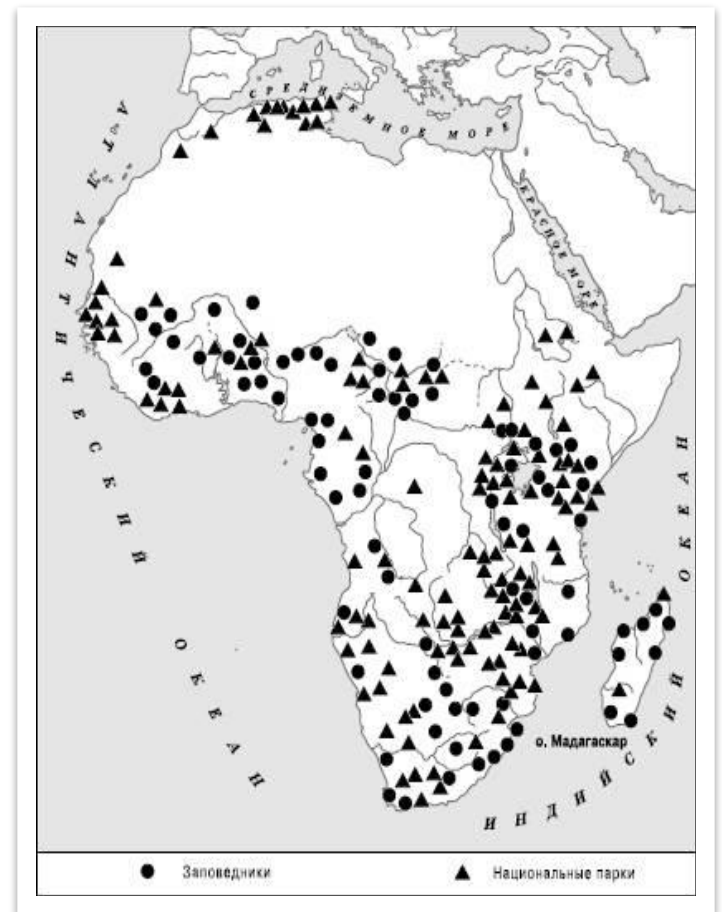 СРЕДИЗЕМНОЕ МОРЕ
КРАСНОЕ МОРЕ
АТЛАНТИЧЕСКИЙ ОКЕАН
о. Мадагаскар
ИНДИЙСКИЙ ОКЕАН
Заповедники
Национальные парки